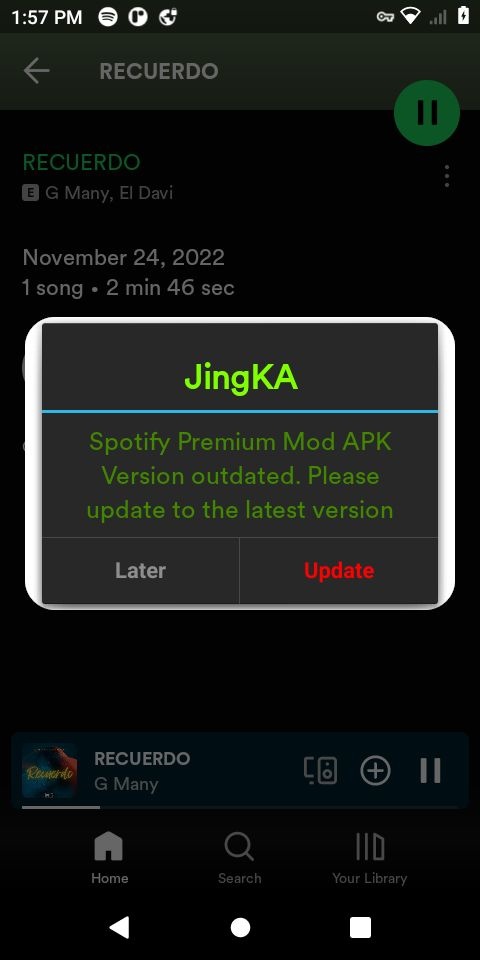 1:57 PM
RECUERDO
RECUERDO
E G Many, El Davi
November 24, 2022
1 song • 2 min 46 sec
JingKA
Spotify Premium Mod APK
Version outdated. Please
update to the latest version
Later Update
Recuerdo
RECUERDO
G Many
Home Search Your Library